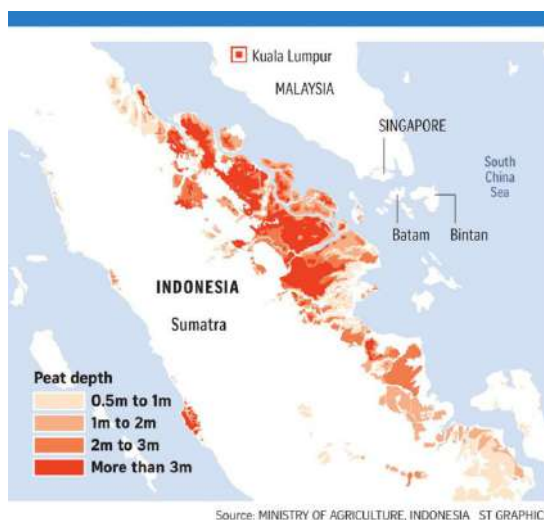 Kuala Lumpur
MALAYSIA
SINGAPORE
South
China
Sea
Batam
Bintan
INDONESIA
Sumatra
Peat depth
0.5m to 1m
1m to 2m
2m to 3m
More than 3m
Source: MINISTRY OF AGRICULTURE, INDONESIA ST GRAPHIC